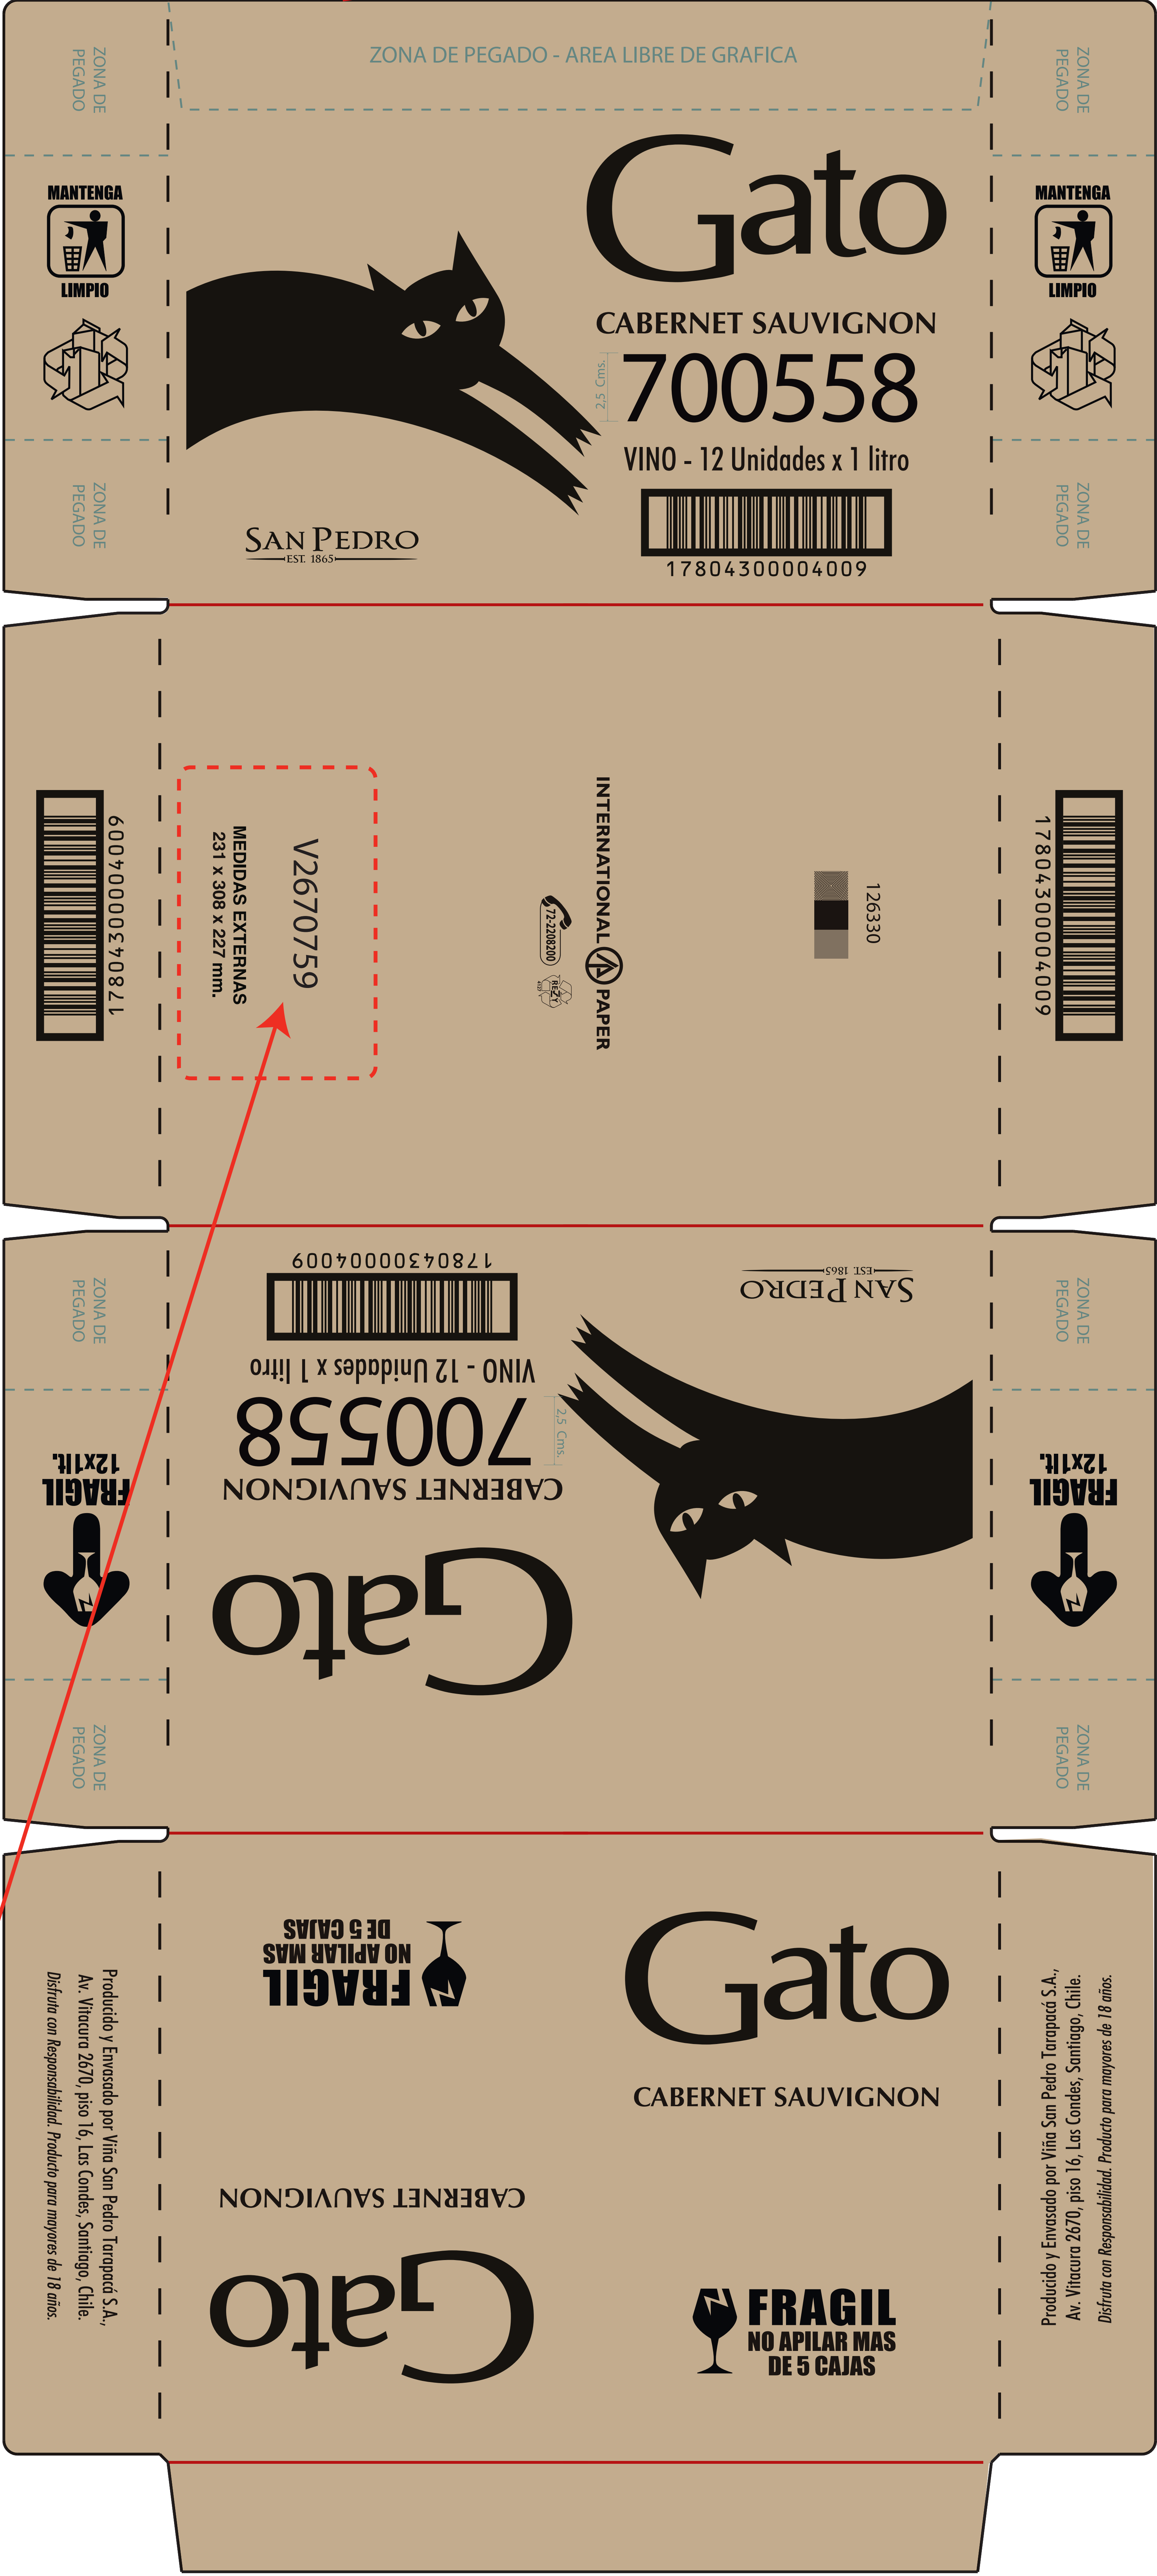 ZONA DE PEGADO - AREA LIBRE DE GRAFICA
ZONA DE
PEGADO
ZONA DE
PEGADO
MANTENGA
LIMPIO
ZONA DE
PEGADO
Gato
CABERNET SAUVIGNON
2,5 Cms.
700558
VINO - 12 Unidades x 1 litro
17804300004009
SAN PEDRO
EST. 1865
MANTENGA
LIMPIO
ZONA DE
PEGADO
17804300004009
V2670759
MEDIDAS EXTERNAS
231 x 308 x 227 mm.
INTERNATIONAL PAPER
72-2208200
RESY
126330
17804300004009
ZONA DE
PEGADO
FRAGIL
12x1lt.
ZONA DE
PEGADO
Gato
CABERNET SAUVIGNON
2,5 Cms.
700558
VINO - 12 Unidades x 1 litro
17804300004009
SAN PEDRO
EST. 1865
ZONA DE
PEGADO
FRAGIL
12x1lt.
ZONA DE
PEGADO
Producido y Envasado por Viña San Pedro Tarapacá S.A.,
Av. Vitacura 2670, piso 16, Las Condes, Santiago, Chile.
Disfruta con Responsabilidad. Producto para mayores de 18 años.
FRAGIL
NO APILAR MAS
DE 5 CAJAS
Gato
CABERNET SAUVIGNON
Gato
CABERNET SAUVIGNON
FRAGIL
NO APILAR MAS
DE 5 CAJAS
Producido y Envasado por Viña San Pedro Tarapacá S.A.,
Av. Vitacura 2670, piso 16, Las Condes, Santiago, Chile.
Disfruta con Responsabilidad. Producto para mayores de 18 años.